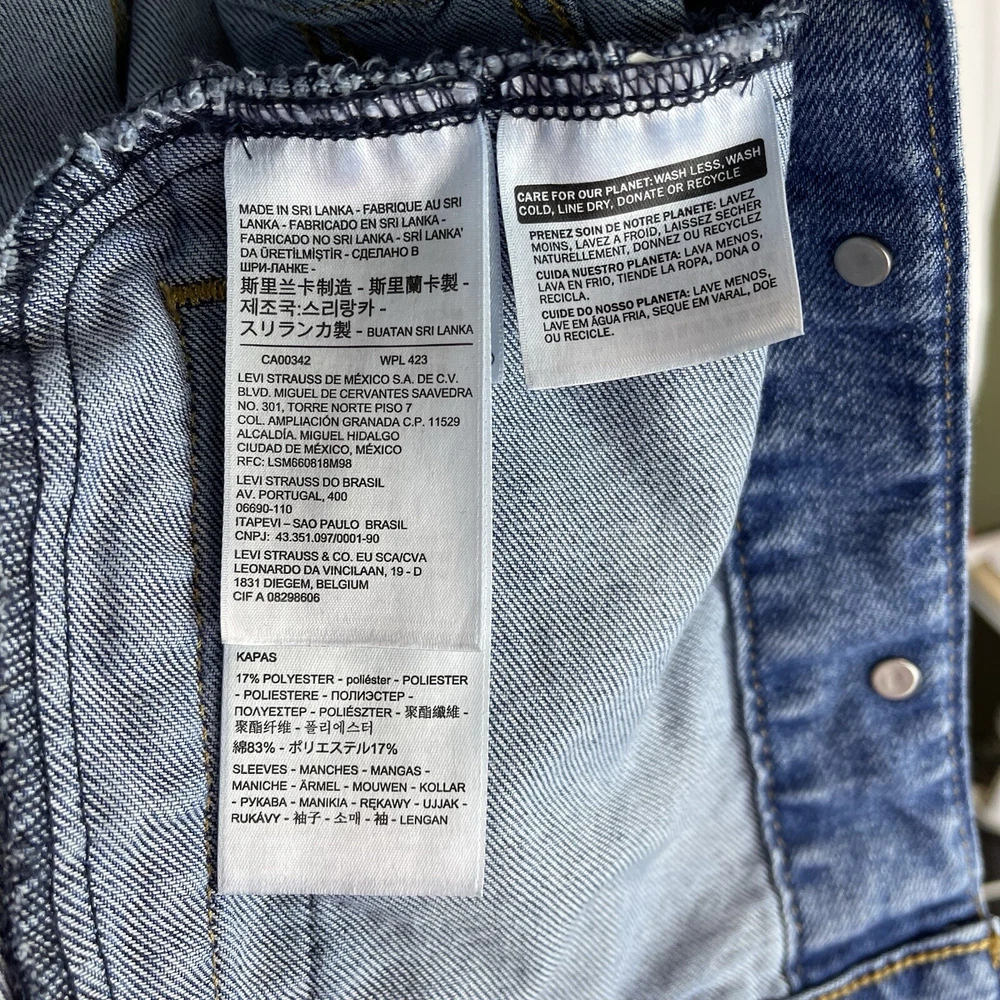 MADE IN SRI LANKA - FABRIQUE AU SRI
LANKA - FABRICADO EN SRI LANKA -
FABRICADO NO SRI LANKA - SRİ LANKA'
DA ÜRETİLMİŞTİR - СДЕЛАНО В
ШРИ-ЛАНКЕ -
斯里兰卡制造 - 斯里蘭卡製 -
제조국:스리랑카 -
スリランカ製 - BUATAN SRI LANKA
CA00342 WPL 423
LEVI STRAUSS DE MÉXICO S.A. DE C.V.
BLVD. MIGUEL DE CERVANTES SAAVEDRA
NO. 301, TORRE NORTE PISO 7
COL. AMPLIACIÓN GRANADA C.P. 11529
ALCALDÍA. MIGUEL HIDALGO
CIUDAD DE MÉXICO, MÉXICO
RFC: LSM660818M98
LEVI STRAUSS DO BRASIL
AV. PORTUGAL, 400
06690-110
ITAPEVI – SAO PAULO BRASIL
CNPJ: 43.351.097/0001-90
LEVI STRAUSS & CO. EU SCA/CVA
LEONARDO DA VINCILAAN, 19 - D
1831 DIEGEM, BELGIUM
CIF A 08298606
KAPAS
17% POLYESTER - poliéster - POLIESTER
- POLIESTERE - ПОЛИЭСТЕР -
ΠΟΛΥΕΣΤΕΡ - POLIÉSZTER - 聚酯纖維 -
聚酯纤维 - 폴리에스터
綿83% - ポリエステル17%
SLEEVES - MANCHES - MANGAS -
MANICHE - ÄRMEL - MOUWEN - KOLLAR
- РУКАВА - ΜΑΝΙΚΙΑ - RĘKAWY - UJJAK -
RUKÁVY - 袖子 - 소매 - 袖 - LENGAN
CARE FOR OUR PLANET: WASH LESS, WASH
COLD, LINE DRY, DONATE OR RECYCLE
PRENEZ SOIN DE NOTRE PLANETE: LAVEZ
MOINS, LAVEZ A FROID, LAISSEZ SECHER
NATURELLEMENT, DONNEZ OU RECYCLEZ
CUIDA NUESTRO PLANETA: LAVA MENOS,
LAVA EN FRIO, TIENDE LA ROPA, DONA O
RECICLA.
CUIDE DO NOSSO PLANETA: LAVE MENOS,
LAVE EM ÁGUA FRIA, SEQUE EM VARAL, DOE
OU RECICLE.